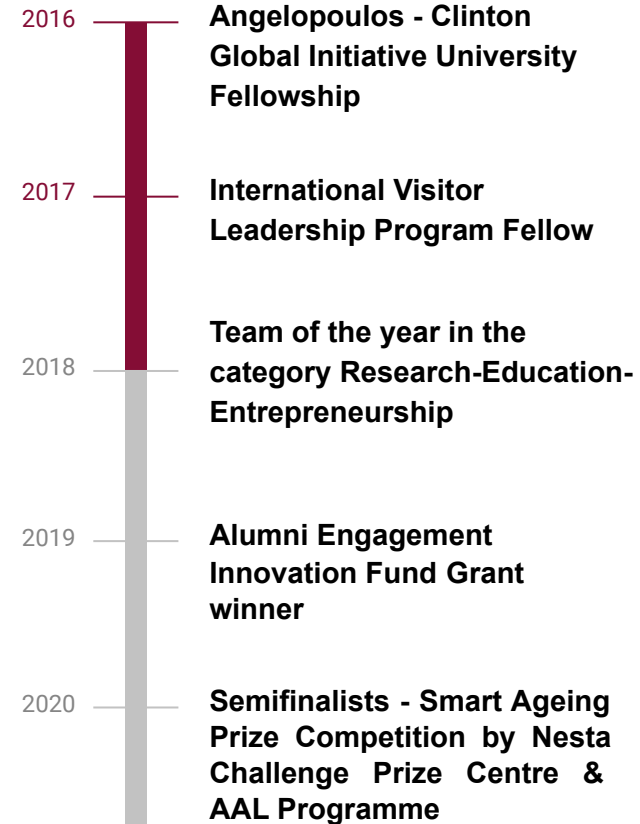 2016
Angelopoulos - Clinton
Global Initiative University
Fellowship
2017
International Visitor
Leadership Program Fellow
2018
Team of the year in the
category Research-Education-
Entrepreneurship
2019
Alumni Engagement
Innovation Fund Grant
winner
2020
Semifinalists - Smart Ageing
Prize Competition by Nesta
Challenge Prize Centre &
AAL Programme